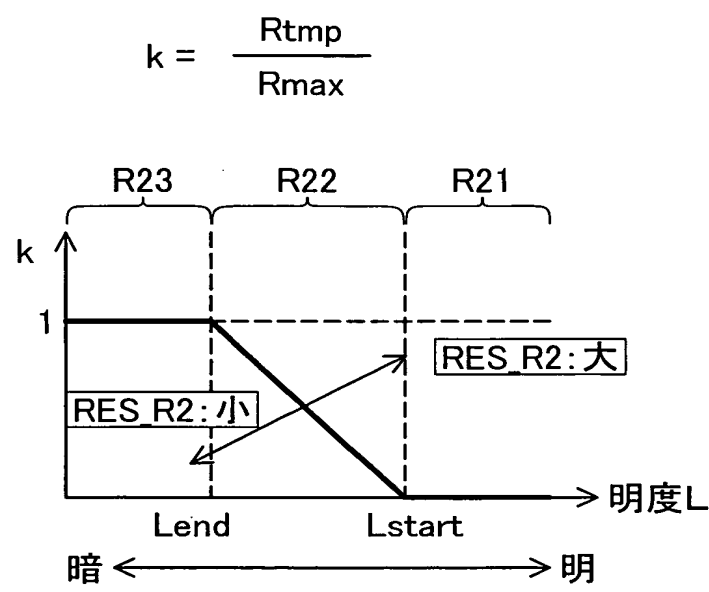 k = Rtmp / Rmax
R23 R22 R21
k
1
RES_R2:大
RES_R2:小
明度L
Lend Lstart
暗 明